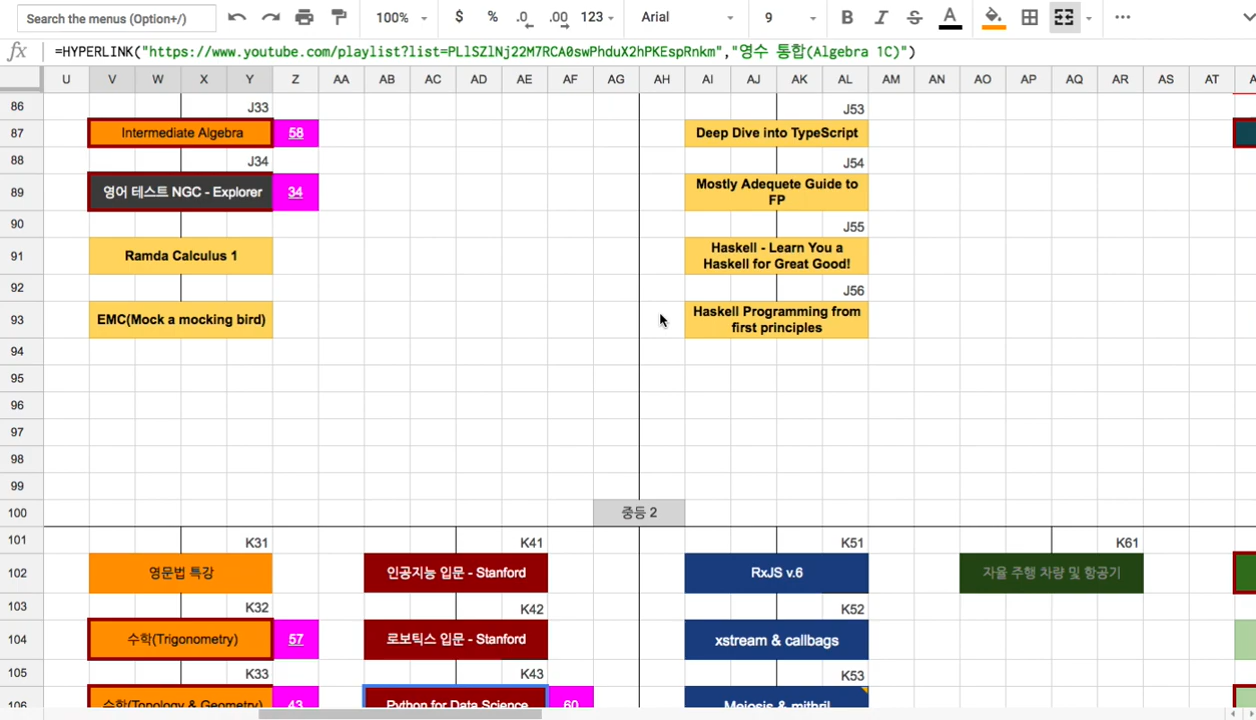 Search the menus (Option+/)
100%
$
%
.0
.00
123
Arial
9
B
I
S
A
fx
=HYPERLINK("https://www.youtube.com/playlist?list=PLlSZlNj22M7RCA0swPhduX2hPKEspRnkm","영수 통합(Algebra 1C)")
U V W X Y Z AA AB AC AD AE AF AG AH AI AJ AK AL AM AN AO AP AQ AR AS AT
86 J33 J53
87 Intermediate Algebra 58 Deep Dive into TypeScript
88 J34 J54
89 영어 테스트 NGC - Explorer 34 Mostly Adequete Guide to
FP
90 J55
91 Ramda Calculus 1 Haskell - Learn You a
Haskell for Great Good!
92 J56
93 EMC(Mock a mocking bird) Haskell Programming from
first principles
94
95
96
97
98
99
100 중등 2
101 K31 K41 K51 K61
102 영문법 특강 인공지능 입문 - Stanford RxJS v.6 자율 주행 차량 및 항공기
103 K32 K42 K52
104 수학(Trigonometry) 57 로보틱스 입문 - Stanford xstream & callbags
105 K33 K43 K53
106 수학(Topology & Geometry) 43 Python for Data Science 60 Meiosis & mithril